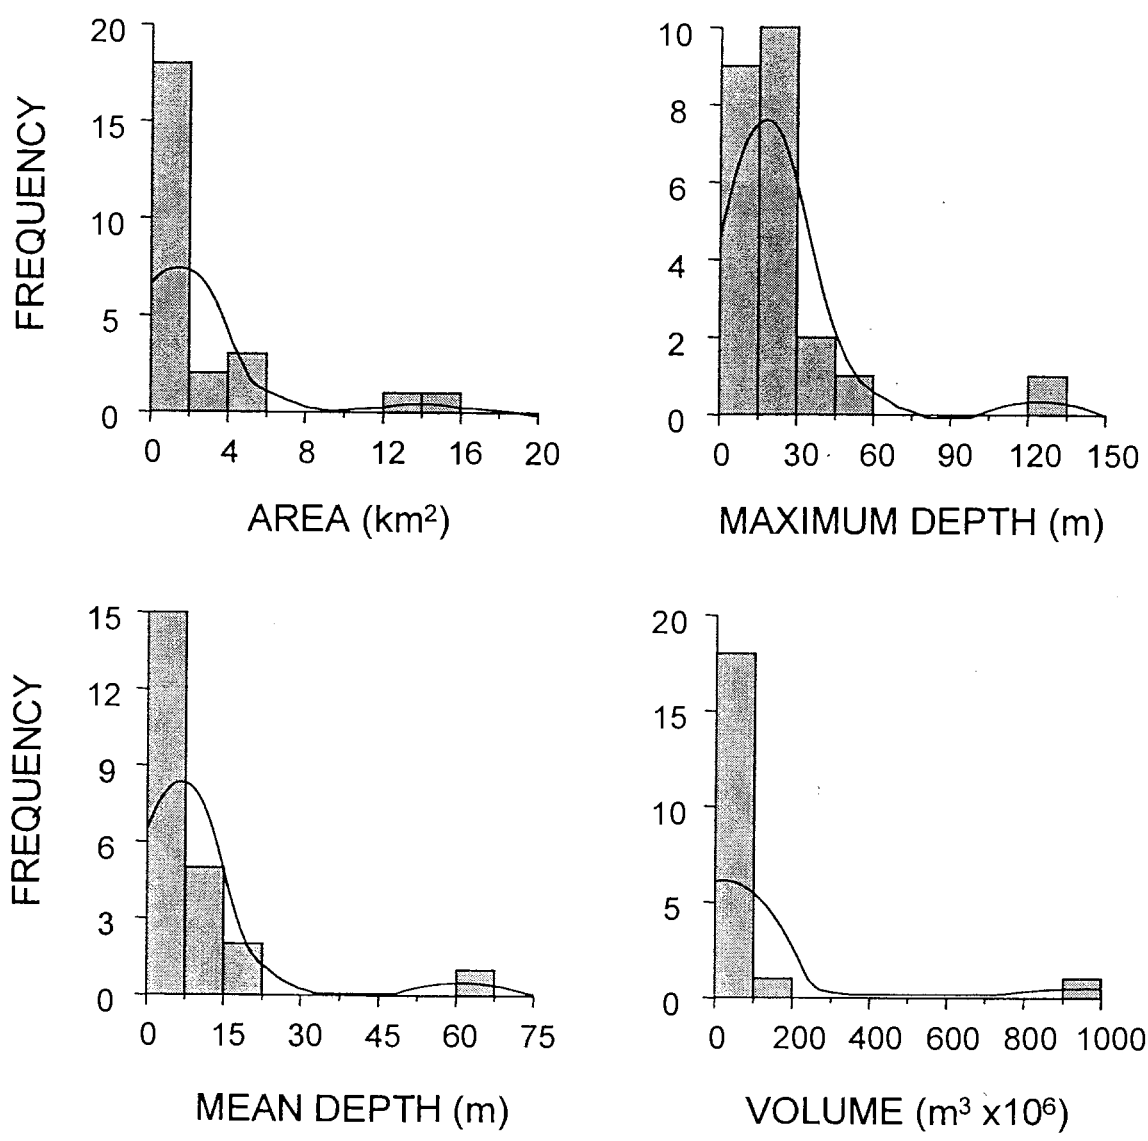 20
15
10
5
0
FREQUENCY
0 4 8 12 16 20
AREA (km²)
10
8
6
4
2
0
0 30 60 90 120 150
MAXIMUM DEPTH (m)
15
12
9
6
3
0
FREQUENCY
0 15 30 45 60 75
MEAN DEPTH (m)
20
15
10
5
0
0 200 400 600 800 1000
VOLUME (m³ x10⁶)